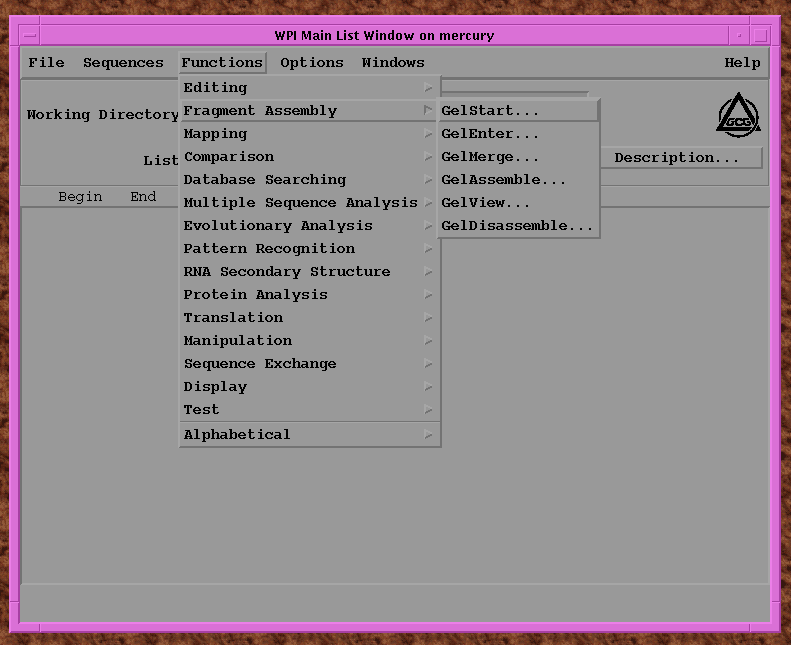 WPI Main List Window on mercury
File Sequences Functions Options Windows Help
Editing
Working Directory
Fragment Assembly GelStart...
GCG
Mapping GelEnter...
List
Comparison GelMerge... Description...
Database Searching GelAssemble...
Begin End
Multiple Sequence Analysis GelView...
Evolutionary Analysis GelDisassemble...
Pattern Recognition
RNA Secondary Structure
Protein Analysis
Translation
Manipulation
Sequence Exchange
Display
Test
Alphabetical